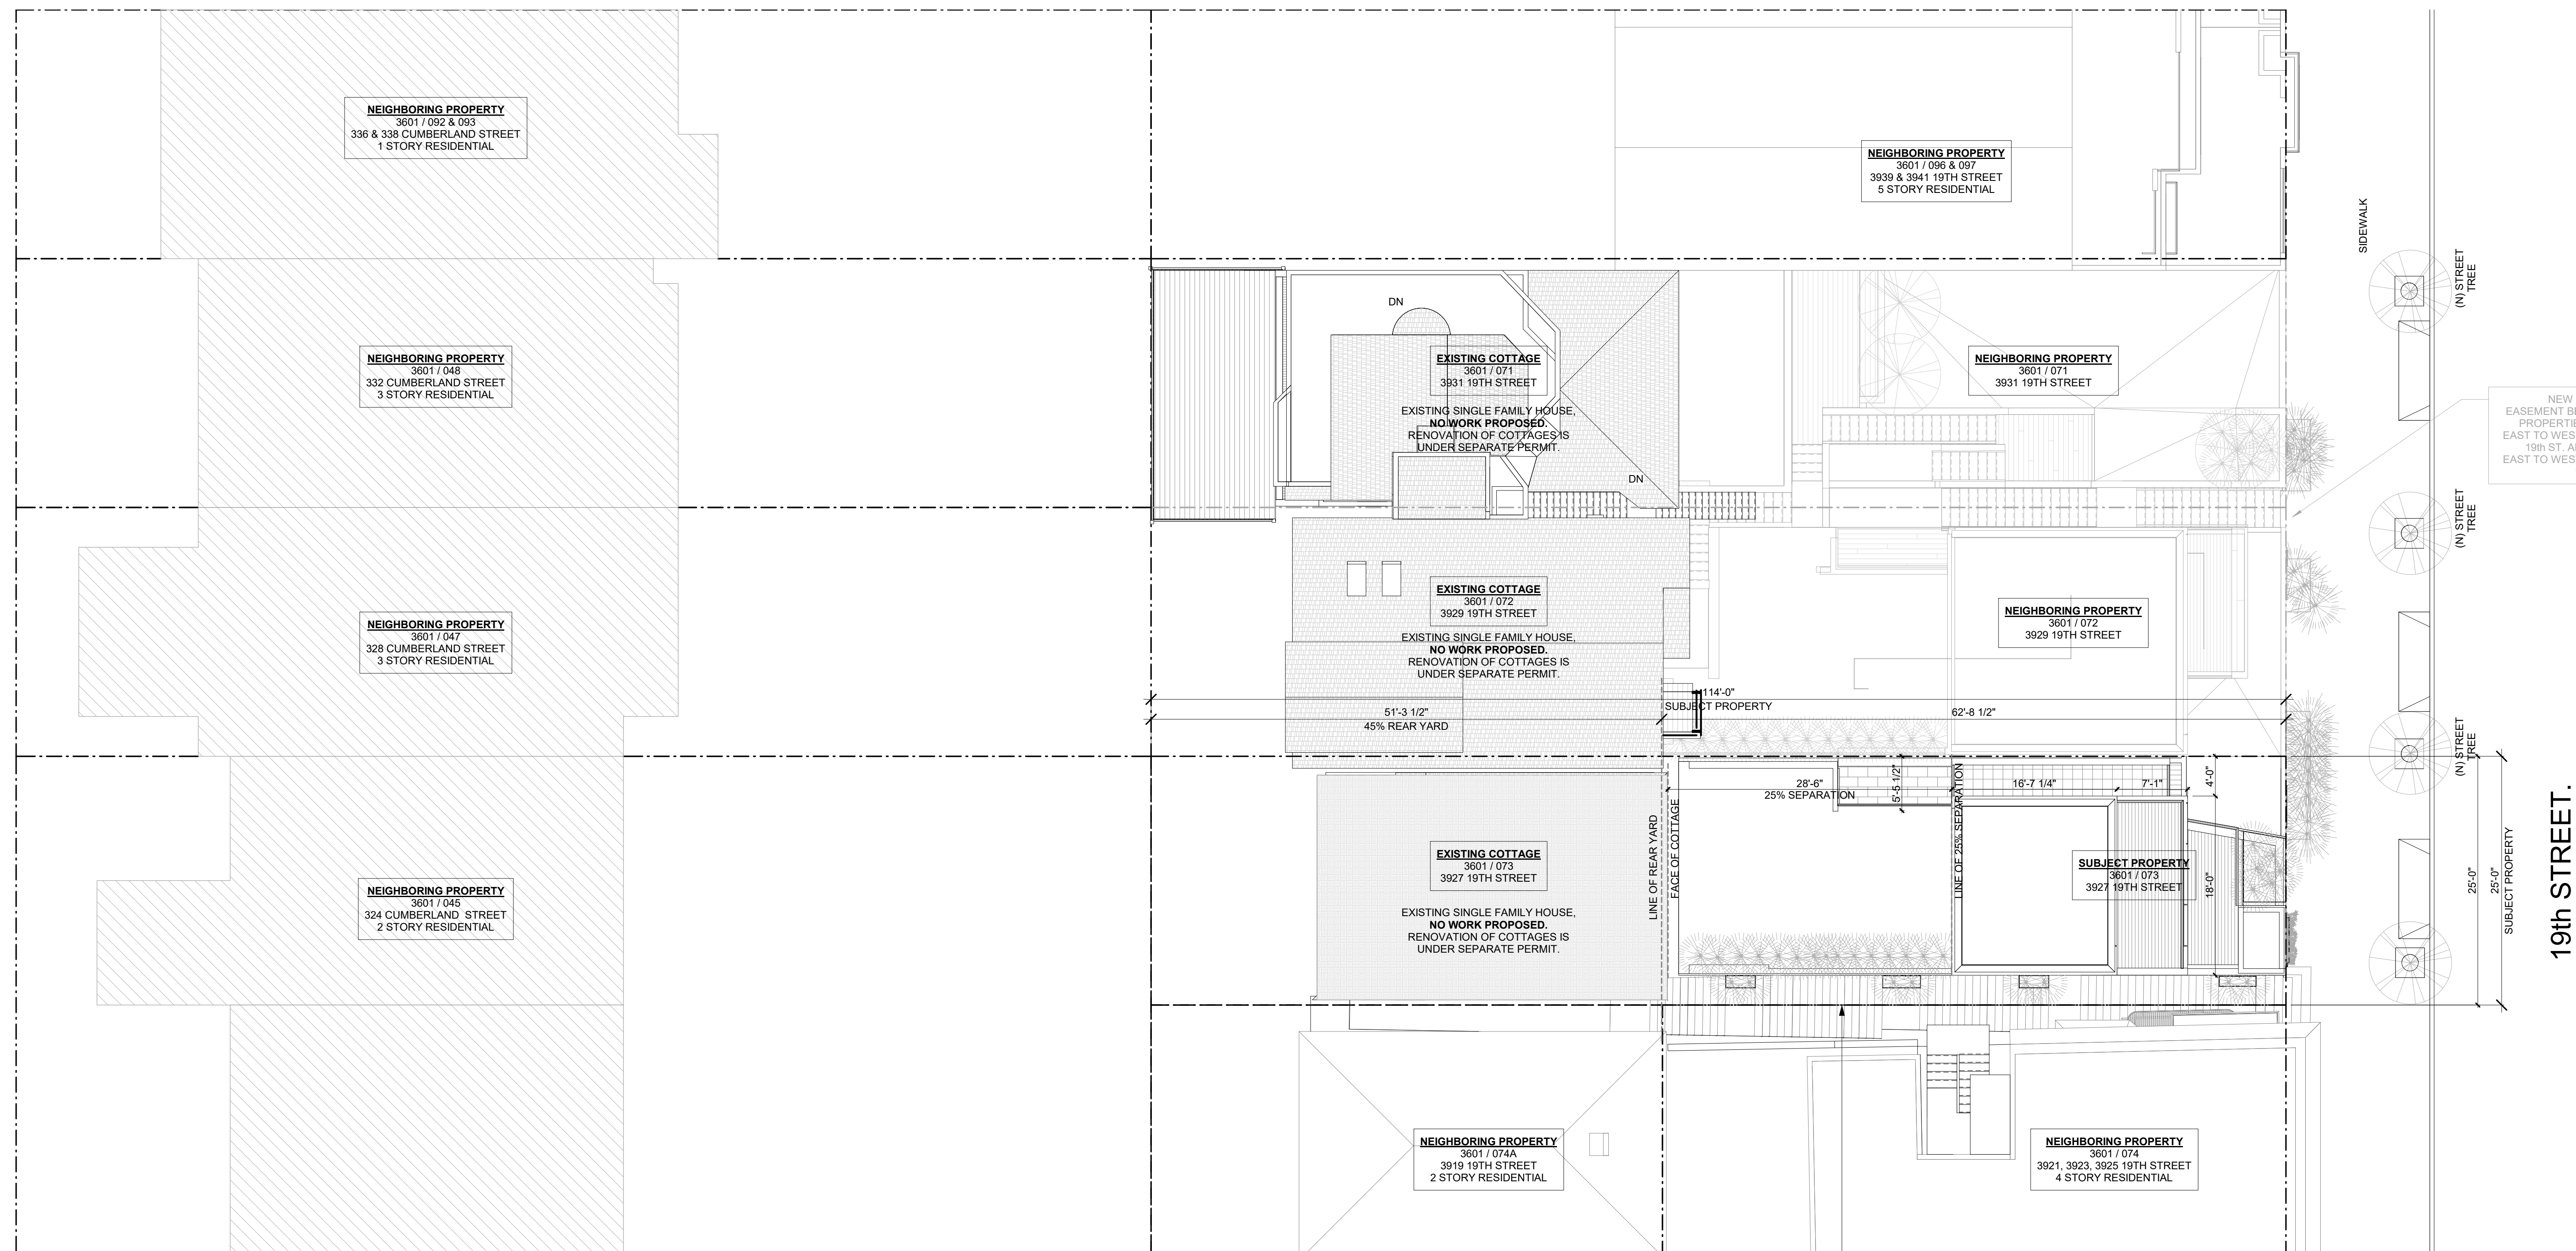 NEIGHBORING PROPERTY
3601 / 092 & 093
336 & 338 CUMBERLAND STREET
1 STORY RESIDENTIAL
NEIGHBORING PROPERTY
3601 / 096 & 097
3939 & 3941 19TH STREET
5 STORY RESIDENTIAL
SIDEWALK
(N) STREET
TREE
NEIGHBORING PROPERTY
3601 / 048
332 CUMBERLAND STREET
3 STORY RESIDENTIAL
DN
EXISTING COTTAGE
3601 / 071
3931 19TH STREET
EXISTING SINGLE FAMILY HOUSE,
NO WORK PROPOSED.
RENOVATION OF COTTAGES IS
UNDER SEPARATE PERMIT.
DN
NEIGHBORING PROPERTY
3601 / 071
3931 19TH STREET
NEW
EASEMENT
PROPERTI
EAST TO WES
19th ST. A
EAST TO WES
(N) STREET
TREE
NEIGHBORING PROPERTY
3601 / 047
328 CUMBERLAND STREET
3 STORY RESIDENTIAL
EXISTING COTTAGE
3601 / 072
3929 19TH STREET
EXISTING SINGLE FAMILY HOUSE,
NO WORK PROPOSED.
RENOVATION OF COTTAGES IS
UNDER SEPARATE PERMIT.
NEIGHBORING PROPERTY
3601 / 072
3929 19TH STREET
114'-0"
SUBJECT PROPERTY
51'-3 1/2"
45% REAR YARD
62'-8 1/2"
(N) STREET
TREE
28'-6"
25% SEPARATION
5'-5 1/2"
16'-7 1/4"
7'-1"
4'-0"
LINE OF REAR YARD
FACE OF COTTAGE
LINE OF 25% SEPARATION
NEIGHBORING PROPERTY
3601 / 045
324 CUMBERLAND STREET
2 STORY RESIDENTIAL
EXISTING COTTAGE
3601 / 073
3927 19TH STREET
EXISTING SINGLE FAMILY HOUSE,
NO WORK PROPOSED.
RENOVATION OF COTTAGES IS
UNDER SEPARATE PERMIT.
SUBJECT PROPERTY
3601 / 073
3927 19TH STREET
18'-0"
25'-0"
25'-0"
SUBJECT PROPERTY
19th STREET.
NEIGHBORING PROPERTY
3601 / 074A
3919 19TH STREET
2 STORY RESIDENTIAL
NEIGHBORING PROPERTY
3601 / 074
3921, 3923, 3925 19TH STREET
4 STORY RESIDENTIAL